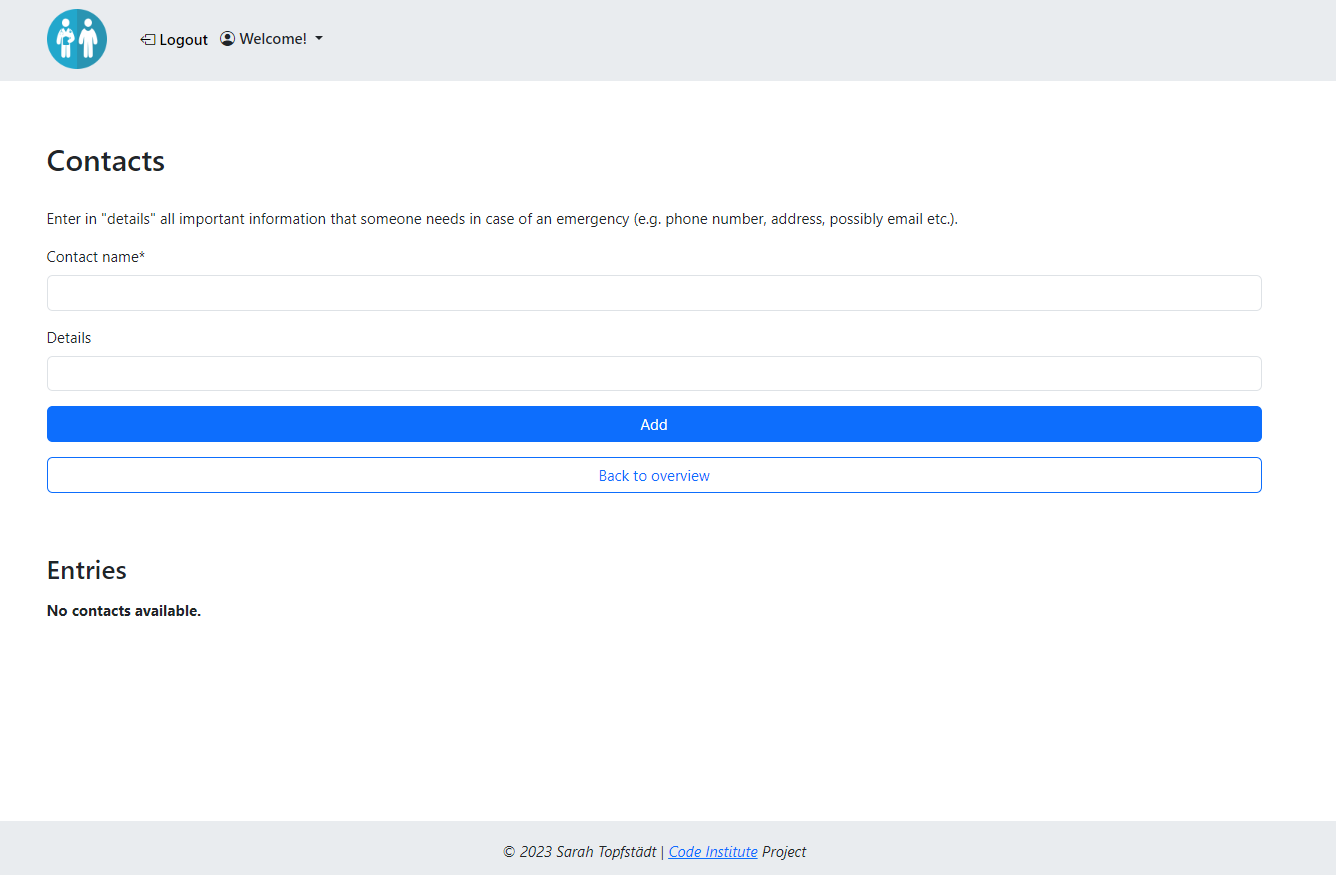 Logout Welcome!
Contacts
Enter in "details" all important information that someone needs in case of an emergency (e.g. phone number, address, possibly email etc.).
Contact name*
Details
Add
Back to overview
Entries
No contacts available.
© 2023 Sarah Topfstädt | Code Institute Project